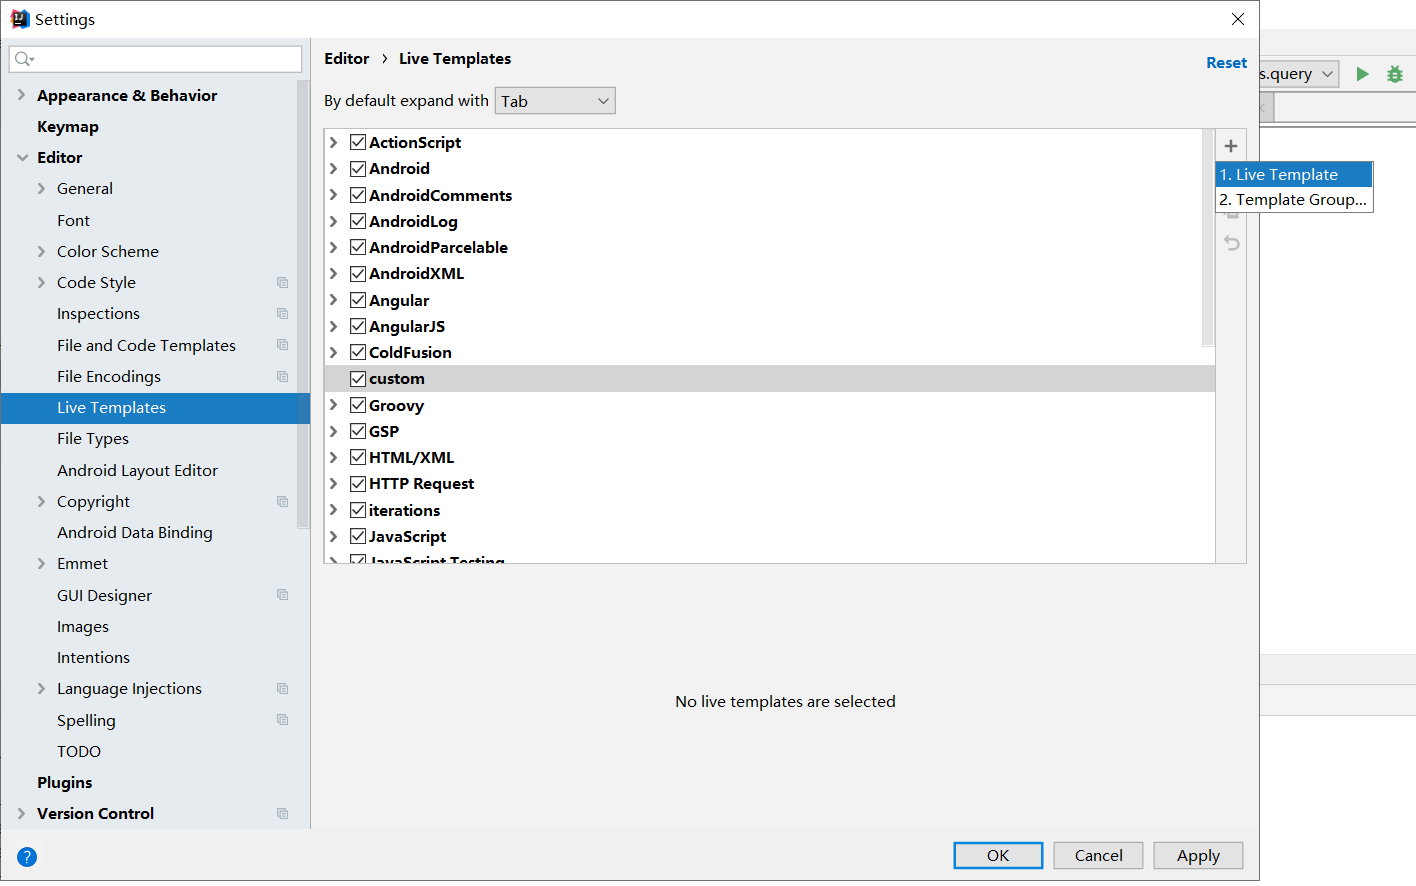 Settings
Editor › Live Templates
Reset
By default expand with Tab
Appearance & Behavior
Keymap
Editor
General
Font
Color Scheme
Code Style
Inspections
File and Code Templates
File Encodings
Live Templates
File Types
Android Layout Editor
Copyright
Android Data Binding
Emmet
GUI Designer
Images
Intentions
Language Injections
Spelling
TODO
Plugins
Version Control
ActionScript
Android
AndroidComments
AndroidLog
AndroidParcelable
AndroidXML
Angular
AngularJS
ColdFusion
custom
Groovy
GSP
HTML/XML
HTTP Request
iterations
JavaScript
JavaScript Testing
1. Live Template
2. Template Group...
s.query
No live templates are selected
?
OK
Cancel
Apply